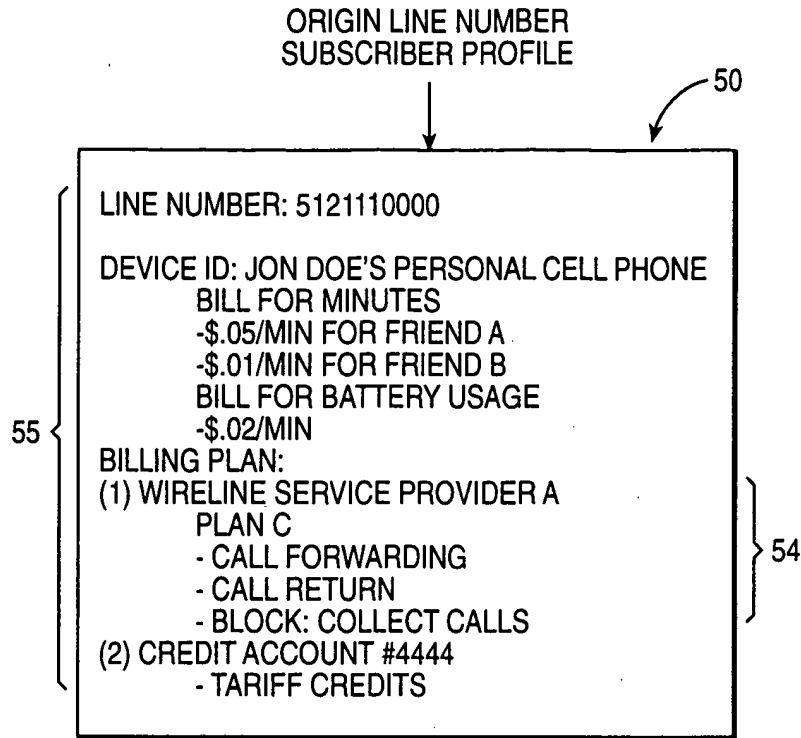 ORIGIN LINE NUMBER
SUBSCRIBER PROFILE
50
LINE NUMBER: 5121110000
DEVICE ID: JON DOE'S PERSONAL CELL PHONE
BILL FOR MINUTES
-$.05/MIN FOR FRIEND A
-$.01/MIN FOR FRIEND B
BILL FOR BATTERY USAGE
-$.02/MIN
55
BILLING PLAN:
(1) WIRELINE SERVICE PROVIDER A
PLAN C
- CALL FORWARDING
54
- CALL RETURN
- BLOCK: COLLECT CALLS
(2) CREDIT ACCOUNT #4444
- TARIFF CREDITS